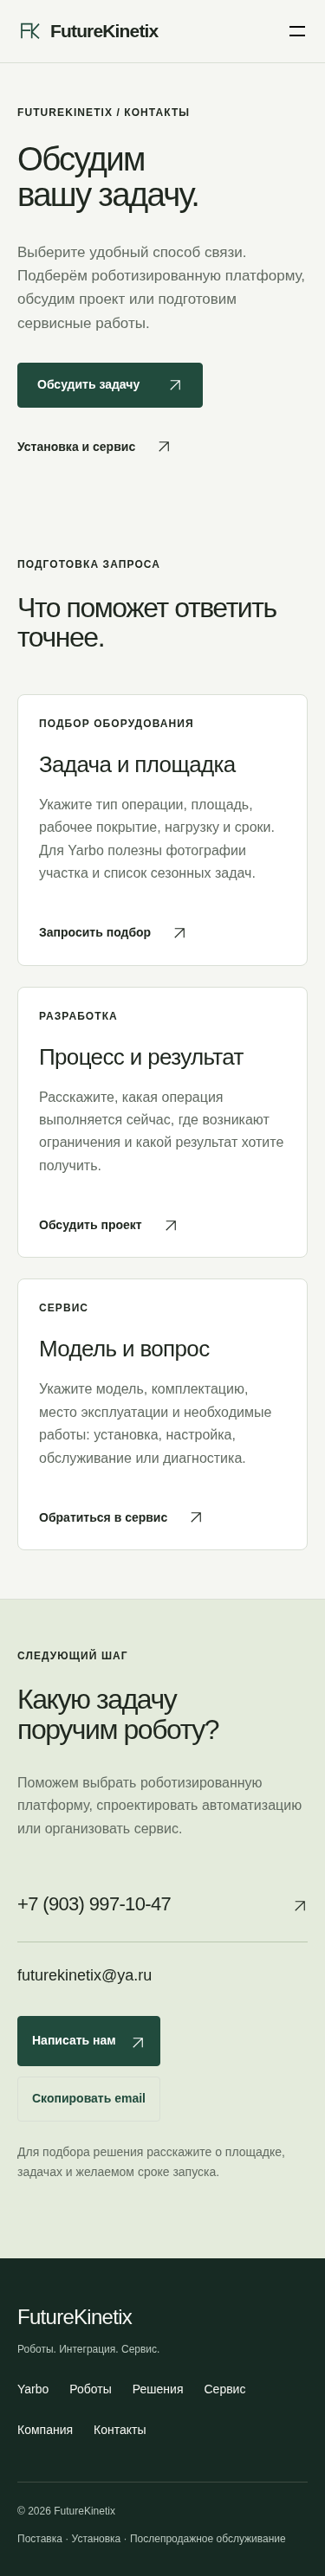 FK FutureKinetix
FUTUREKINETIX / КОНТАКТЫ
Обсудим
вашу задачу.
Выберите удобный способ связи.
Подберём роботизированную платформу,
обсудим проект или подготовим
сервисные работы.
Обсудить задачу
Установка и сервис
ПОДГОТОВКА ЗАПРОСА
Что поможет ответить
точнее.
ПОДБОР ОБОРУДОВАНИЯ
Задача и площадка
Укажите тип операции, площадь,
рабочее покрытие, нагрузку и сроки.
Для Yarbo полезны фотографии
участка и список сезонных задач.
Запросить подбор
РАЗРАБОТКА
Процесс и результат
Расскажите, какая операция
выполняется сейчас, где возникают
ограничения и какой результат хотите
получить.
Обсудить проект
СЕРВИС
Модель и вопрос
Укажите модель, комплектацию,
место эксплуатации и необходимые
работы: установка, настройка,
обслуживание или диагностика.
Обратиться в сервис
СЛЕДУЮЩИЙ ШАГ
Какую задачу
поручим роботу?
Поможем выбрать роботизированную
платформу, спроектировать автоматизацию
или организовать сервис.
+7 (903) 997-10-47
futurekinetix@ya.ru
Написать нам
Скопировать email
Для подбора решения расскажите о площадке,
задачах и желаемом сроке запуска.
FutureKinetix
Роботы. Интеграция. Сервис.
Yarbo Роботы Решения Сервис
Компания Контакты
© 2026 FutureKinetix
Поставка · Установка · Послепродажное обслуживание